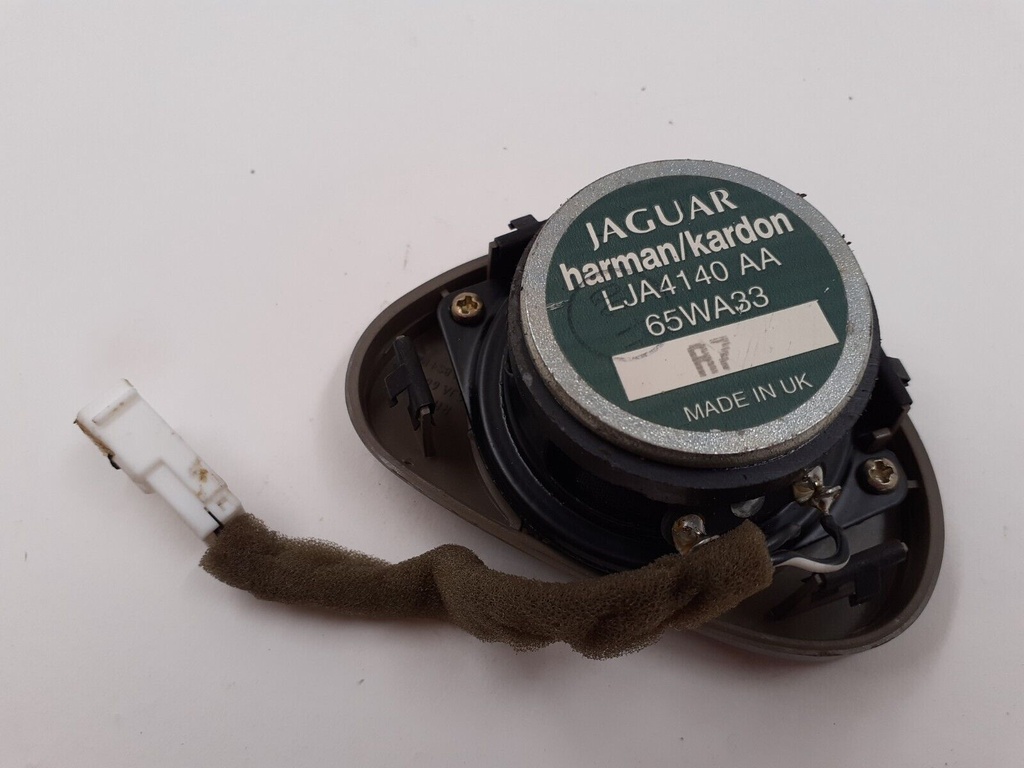 JAGUAR
harman/kardon
LJA4140 AA
65WA33
A7
MADE IN UK